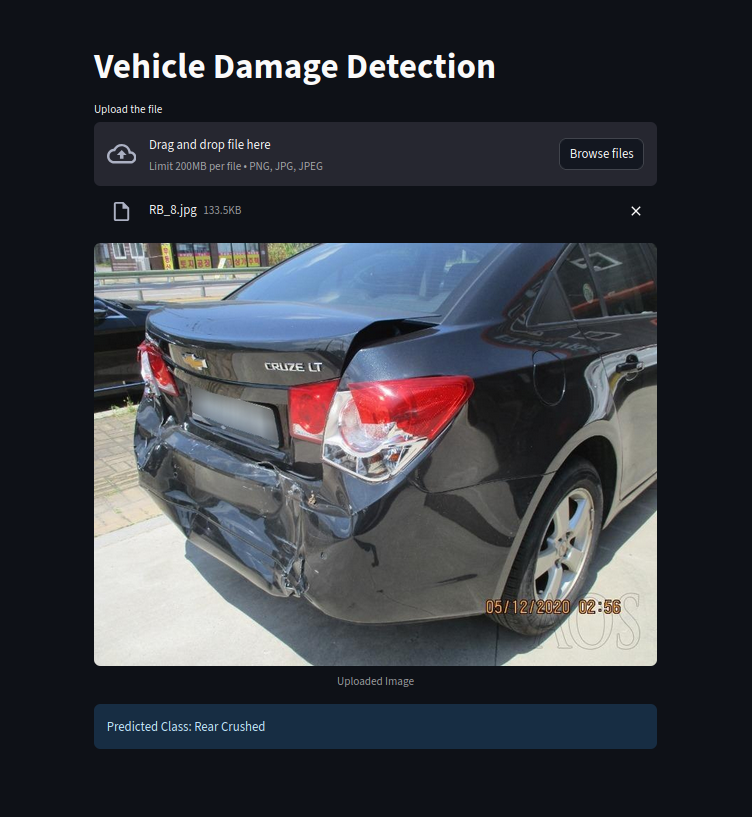 Vehicle Damage Detection
Upload the file
Drag and drop file here
Limit 200MB per file • PNG, JPG, JPEG
Browse files
RB_8.jpg 133.5KB
CRUZE LT
05/12/2020 02:56
AOS
Uploaded Image
Predicted Class: Rear Crushed